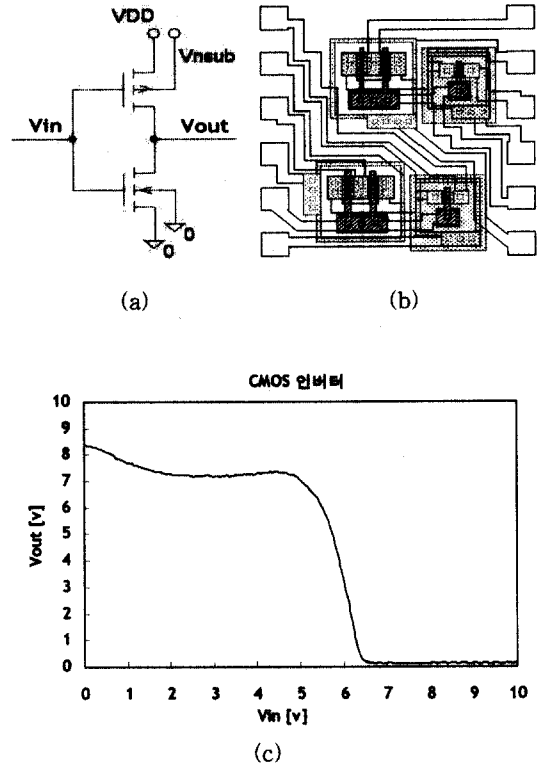 VDD
Vnsub
Vin
Vout
0
0
(a)
(b)
CMOS 인버터
10
9
8
7
6
5
4
3
2
1
0
Vout [v]
0 1 2 3 4 5 6 7 8 9 10
Vin [v]
(c)